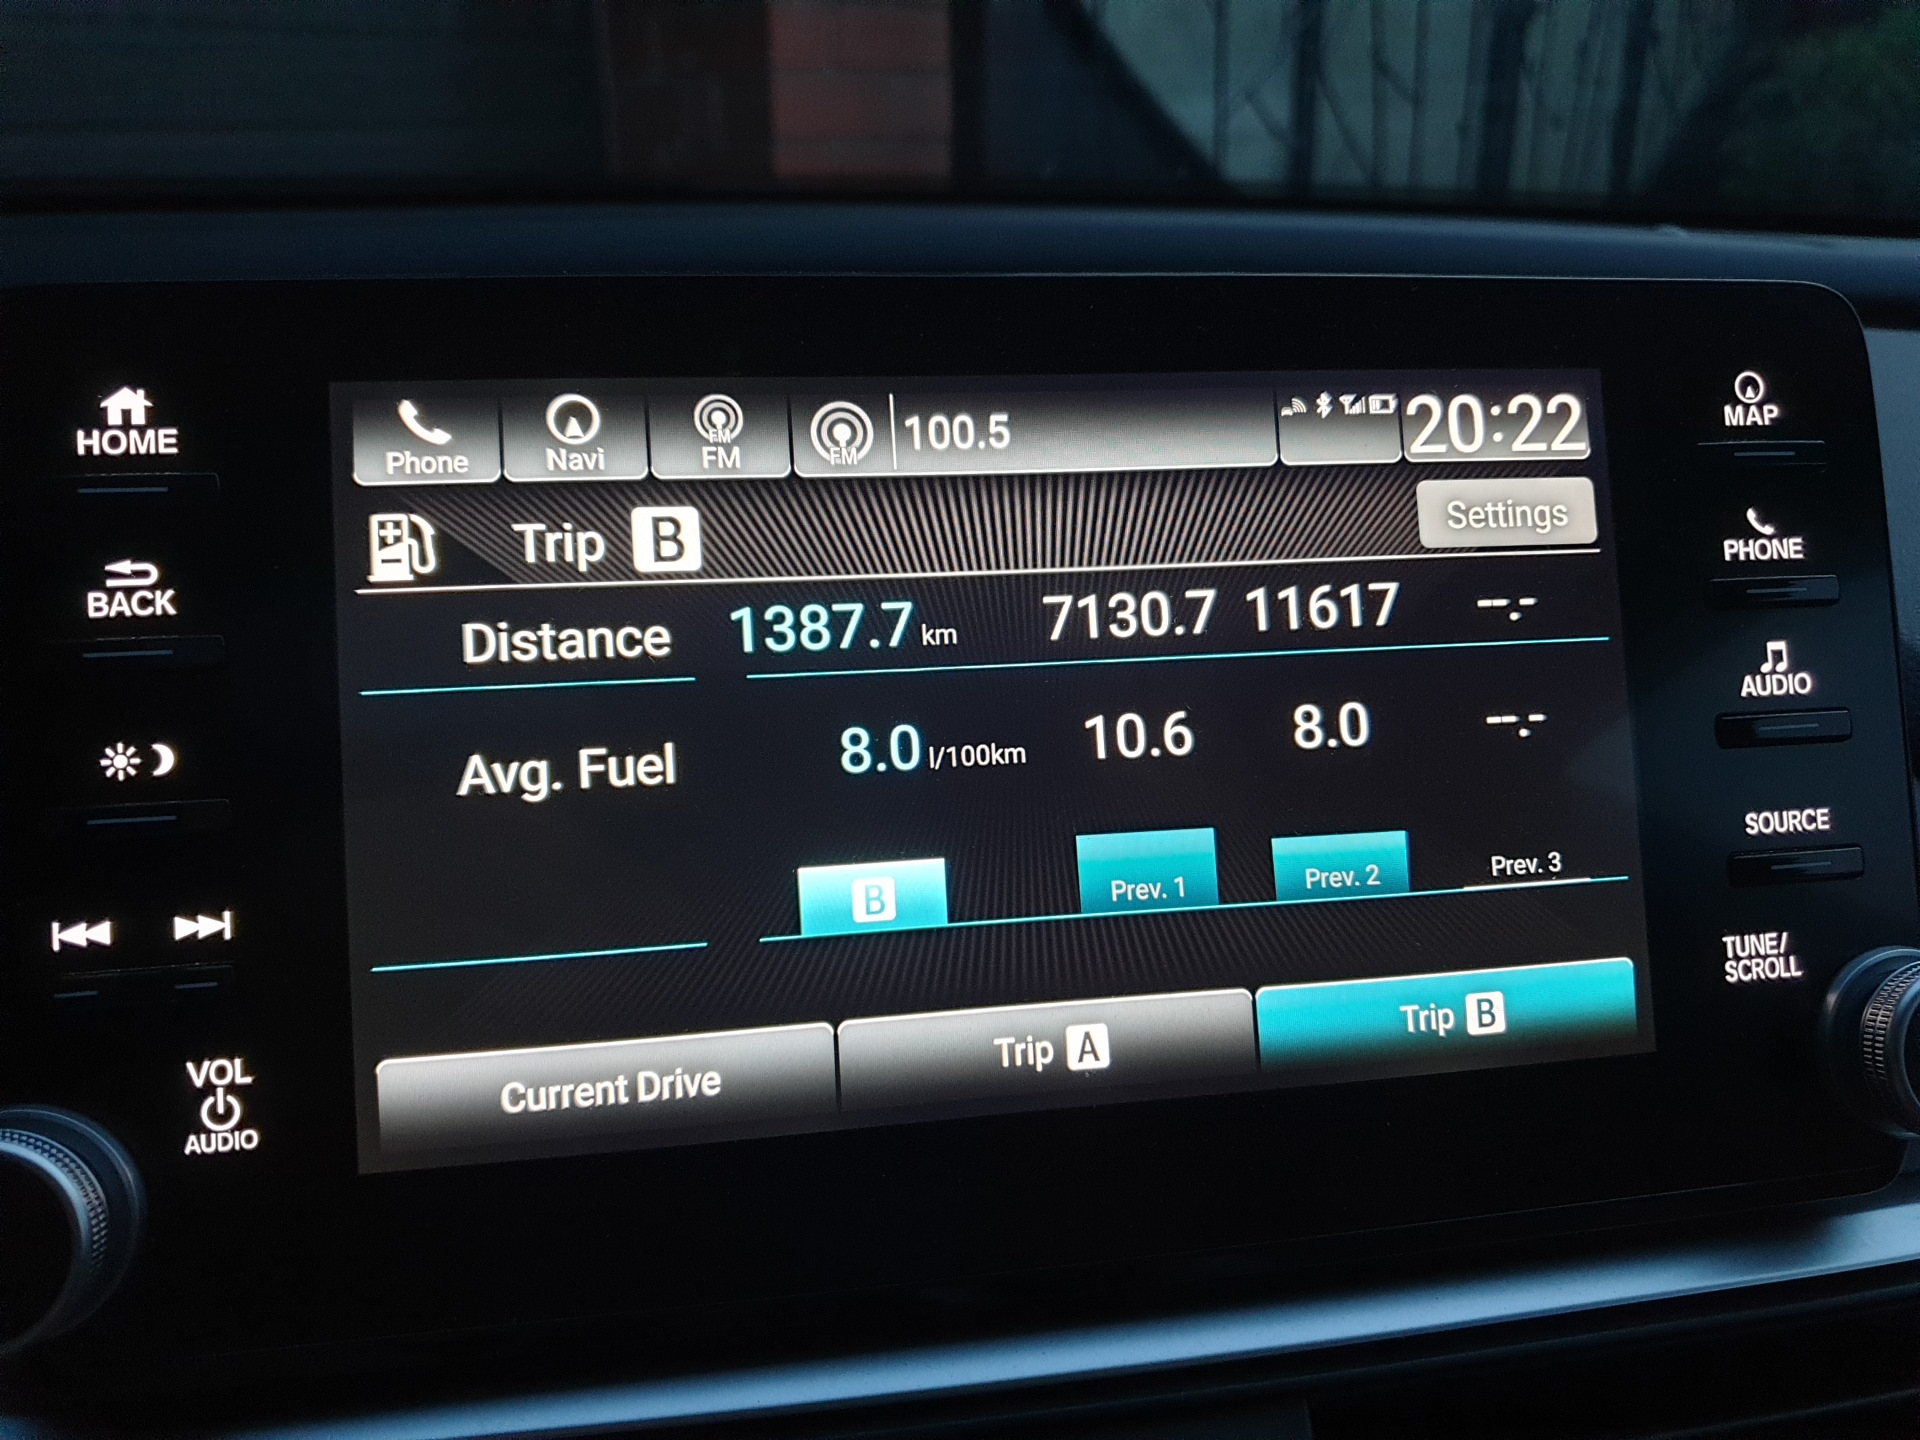 HOME
BACK
VOL
AUDIO
Phone
Navi
FM
FM
FM
100.5
20:22
Trip B
Settings
Distance 1387.7 km 7130.7 11617 --.-
Avg. Fuel 8.0 l/100km 10.6 8.0 --.-
B Prev. 1 Prev. 2 Prev. 3
Current Drive
Trip A
Trip B
MAP
PHONE
AUDIO
SOURCE
TUNE/
SCROLL